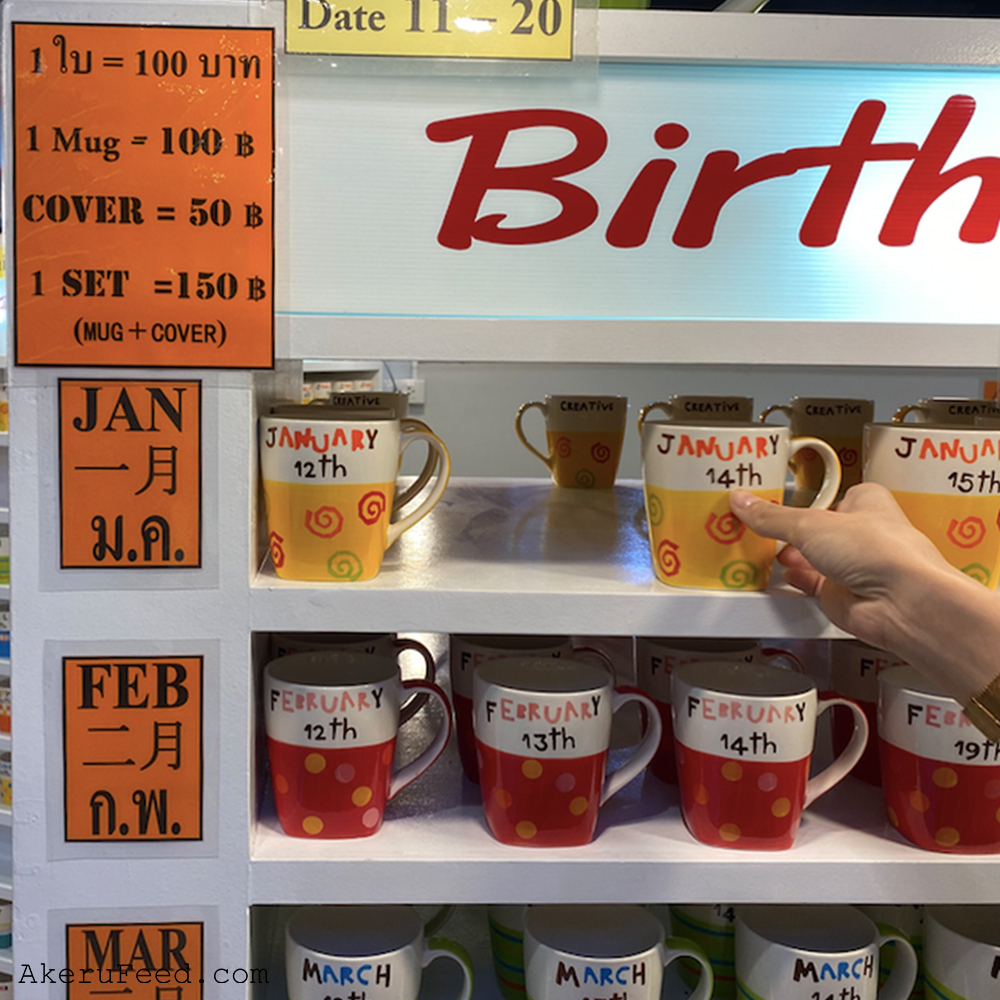 Date 11 – 20
1 ใบ = 100 บาท
1 Mug = 100 ฿
COVER = 50 ฿
1 SET =150 ฿
(MUG+COVER)
Birth
JAN
一月
ม.ค.
CREATIVE
CREATIVE
CREATIVE
CREATIVE
CREATIVE
JANUARY
12th
JANUARY
14th
JANUARY
15th
FEB
二月
ก.พ.
FEBRUARY
12th
FEBRUARY
13th
FEBRUARY
14th
FEB
19th
MAR
MARCH
MARCH
MARCH
14
AkeruFeed.com